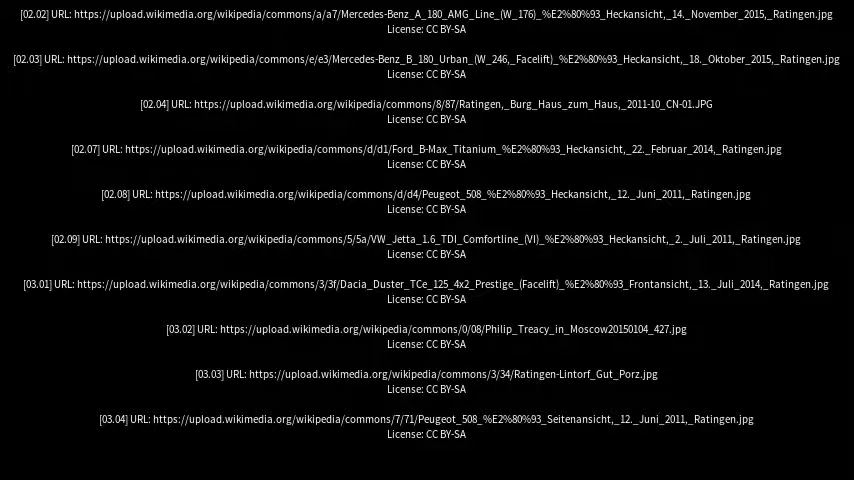 [02.02] URL: https://upload.wikimedia.org/wikipedia/commons/a/a7/Mercedes-Benz_A_180_AMG_Line_(W_176)_%E2%80%93_Heckansicht,_14._November_2015,_Ratingen.jpg
License: CC BY-SA
[02.03] URL: https://upload.wikimedia.org/wikipedia/commons/e/e3/Mercedes-Benz_B_180_Urban_(W_246,_Facelift)_%E2%80%93_Heckansicht,_18._Oktober_2015,_Ratingen.jpg
License: CC BY-SA
[02.04] URL: https://upload.wikimedia.org/wikipedia/commons/8/87/Ratingen,_Burg_Haus_zum_Haus,_2011-10_CN-01.JPG
License: CC BY-SA
[02.07] URL: https://upload.wikimedia.org/wikipedia/commons/d/d1/Ford_B-Max_Titanium_%E2%80%93_Heckansicht,_22._Februar_2014,_Ratingen.jpg
License: CC BY-SA
[02.08] URL: https://upload.wikimedia.org/wikipedia/commons/d/d4/Peugeot_508_%E2%80%93_Heckansicht,_12._Juni_2011,_Ratingen.jpg
License: CC BY-SA
[02.09] URL: https://upload.wikimedia.org/wikipedia/commons/5/5a/VW_Jetta_1.6_TDI_Comfortline_(VI)_%E2%80%93_Heckansicht,_2._Juli_2011,_Ratingen.jpg
License: CC BY-SA
[03.01] URL: https://upload.wikimedia.org/wikipedia/commons/3/3f/Dacia_Duster_TCe_125_4x2_Prestige_(Facelift)_%E2%80%93_Frontansicht,_13._Juli_2014,_Ratingen.jpg
License: CC BY-SA
[03.02] URL: https://upload.wikimedia.org/wikipedia/commons/0/08/Philip_Treacy_in_Moscow20150104_427.jpg
License: CC BY-SA
[03.03] URL: https://upload.wikimedia.org/wikipedia/commons/3/34/Ratingen-Lintorf_Gut_Porz.jpg
License: CC BY-SA
[03.04] URL: https://upload.wikimedia.org/wikipedia/commons/7/71/Peugeot_508_%E2%80%93_Seitenansicht,_12._Juni_2011,_Ratingen.jpg
License: CC BY-SA